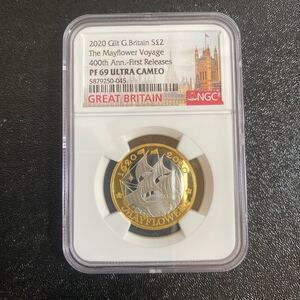 2020 Gilt G.Britain S£2
The Mayflower Voyage
400th Ann.-First Releases
PF 69 ULTRA CAMEO
5879250-045
GREAT BRITAIN
NGC
1620 2020
MAYFLOWER